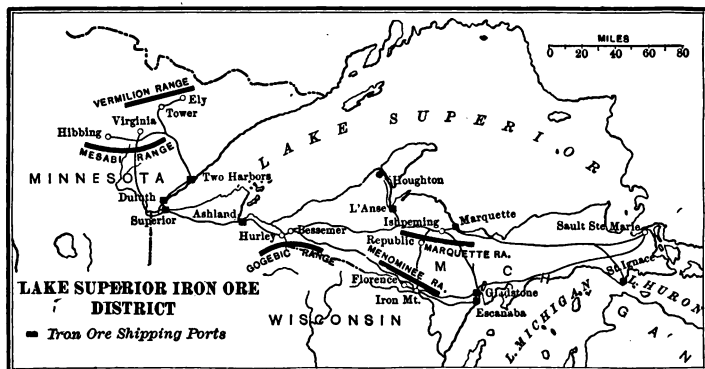 MILES
0 20 40 60 80
VERMILION RANGE
Ely
Tower
Virginia
Hibbing
MESABI RANGE
MINNESOTA
LAKE SUPERIOR
Two Harbors
Duluth
Superior
Ashland
Houghton
L'Anse
Ishpeming
Marquette
Sault Ste. Marie
Hurley
Bessemer
Republic
MARQUETTE RA.
GOGEBIC RANGE
MENOMINEE RA.
M I C H
St. Ignace
Florence
Iron Mt.
Gladstone
Escanaba
L. MICHIGAN
HURON
I G A N
WISCONSIN
LAKE SUPERIOR IRON ORE
DISTRICT
Iron Ore Shipping Ports